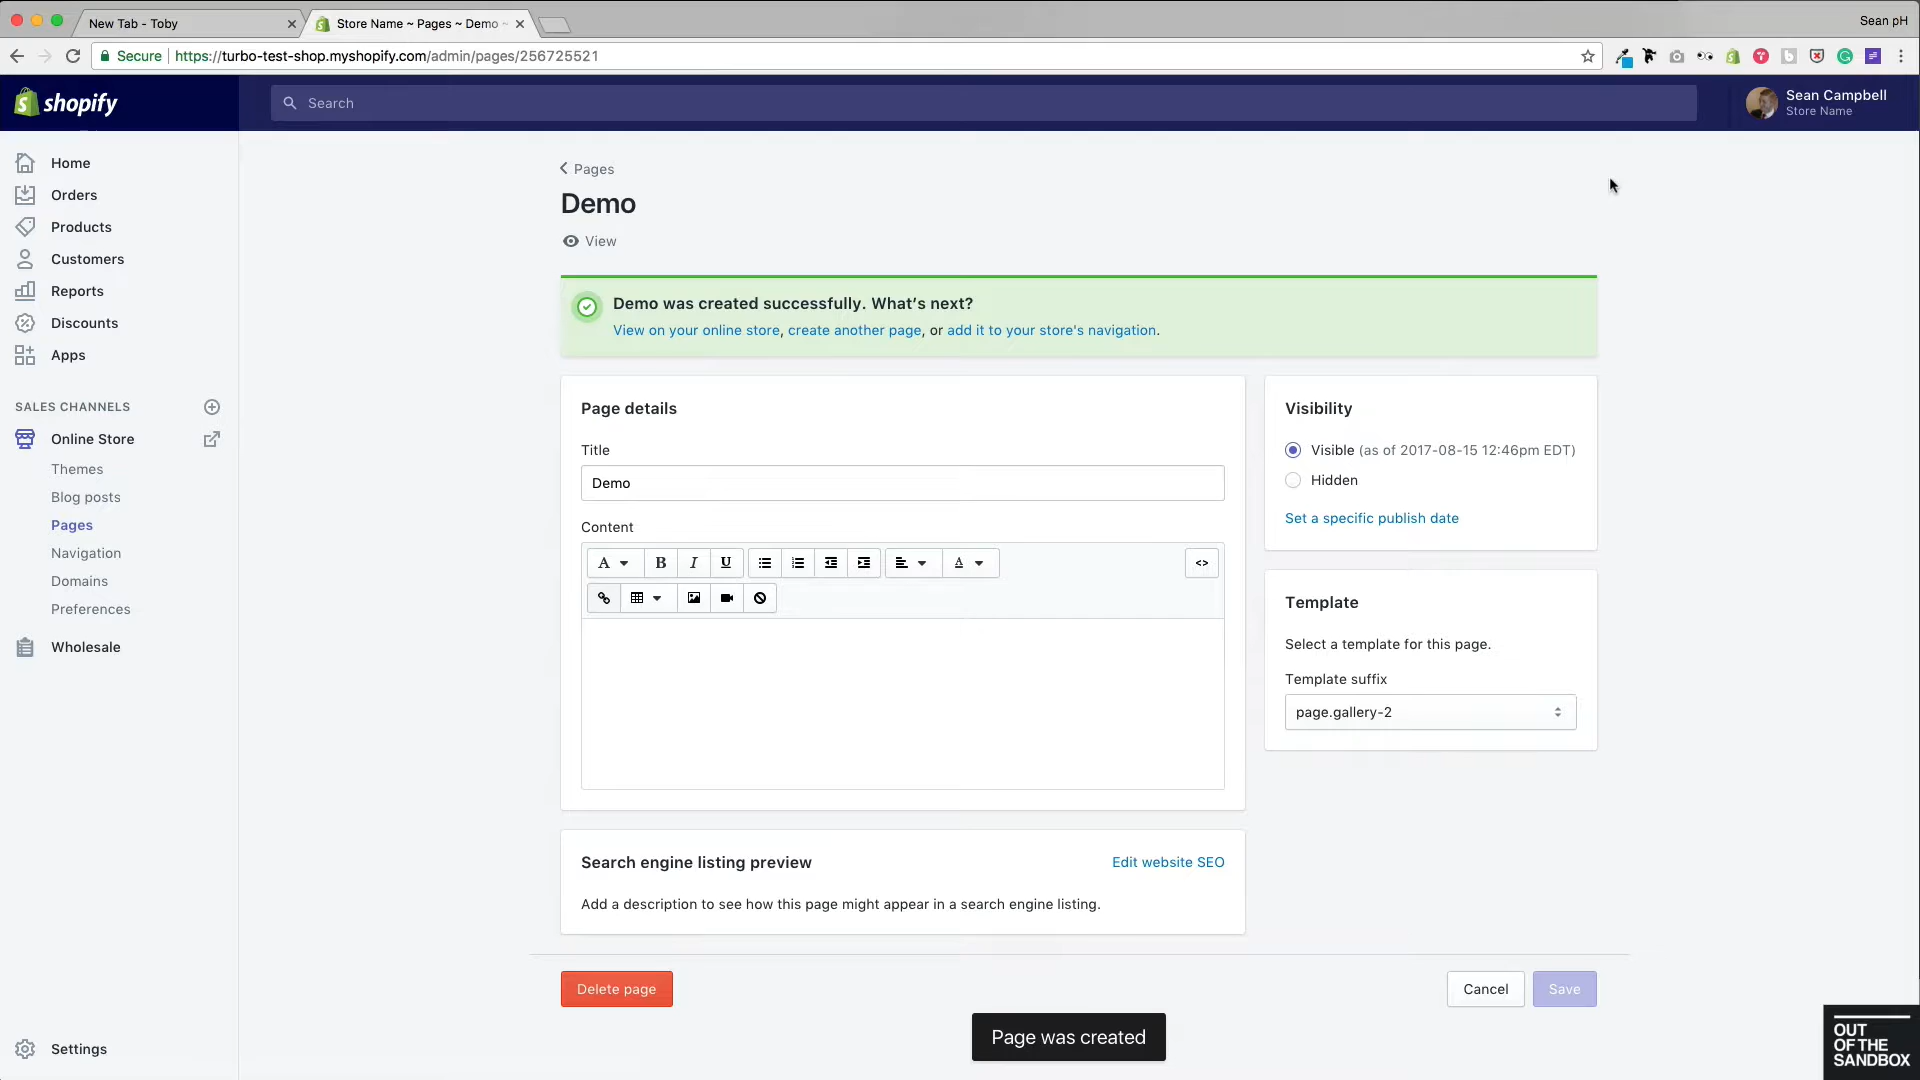 New Tab - Toby
Store Name ~ Pages ~ Demo ~
Sean pH
Secure
https://turbo-test-shop.myshopify.com/admin/pages/256725521
shopify
Search
Sean Campbell
Store Name
Home
Orders
Products
Customers
Reports
Discounts
Apps
SALES CHANNELS
Online Store
Themes
Blog posts
Pages
Navigation
Domains
Preferences
Wholesale
Settings
Pages
Demo
View
Demo was created successfully. What's next?
View on your online store, create another page, or add it to your store's navigation.
Page details
Title
Demo
Content
A
B
I
U
A
<>
Search engine listing preview
Edit website SEO
Add a description to see how this page might appear in a search engine listing.
Visibility
Visible (as of 2017-08-15 12:46pm EDT)
Hidden
Set a specific publish date
Template
Select a template for this page.
Template suffix
page.gallery-2
Delete page
Cancel
Save
Page was created
OUT
OF THE
SANDBOX